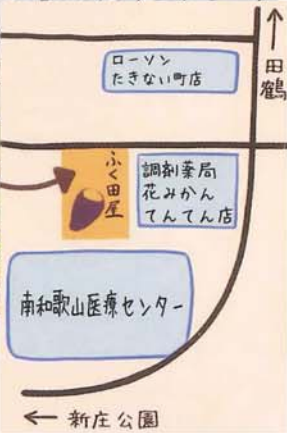 田鶴
ローソン
たきない町店
ふく田屋
調剤薬局
花みかん
てんてん店
南和歌山医療センター
← 新庄公園